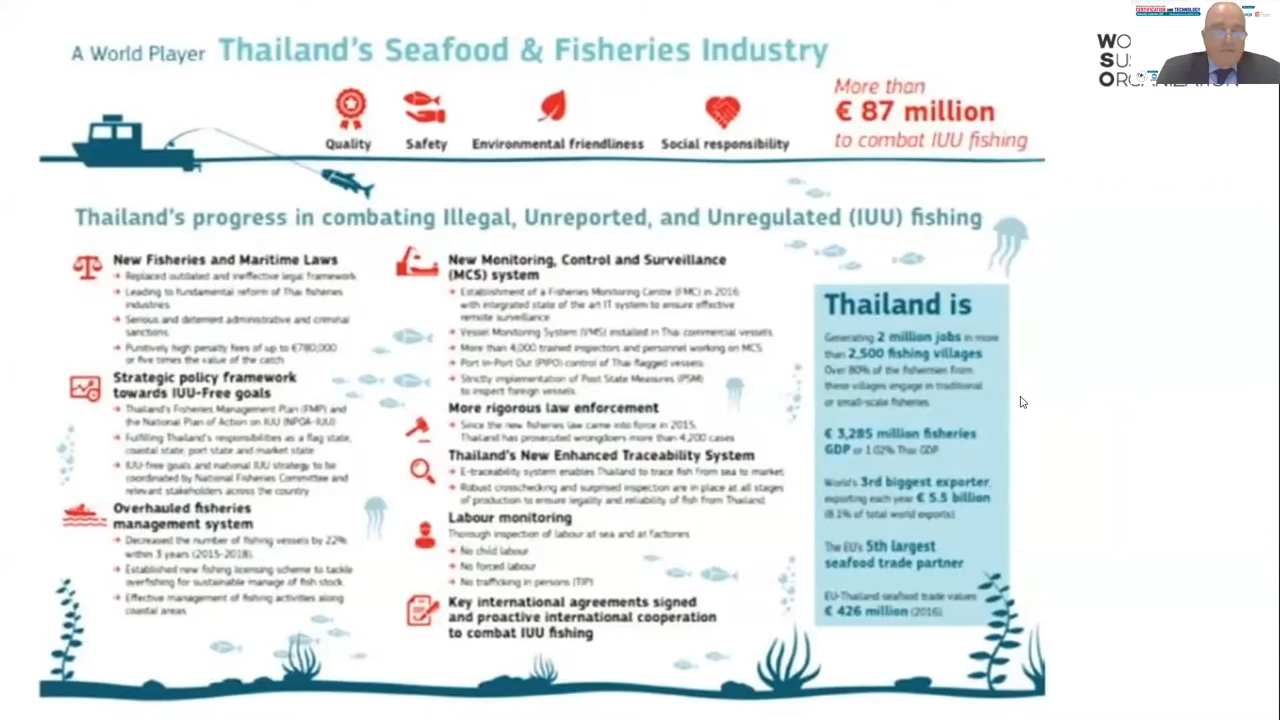 CERTIFICATION and TECHNOLOGY
A World Player Thailand's Seafood & Fisheries Industry
WO
SU
ORGANIZATION
Quality
Safety
Environmental friendliness
Social responsibility
More than
€ 87 million
to combat IUU fishing
Thailand's progress in combating Illegal, Unreported, and Unregulated (IUU) fishing
New Fisheries and Maritime Laws
Replaced outdated and ineffective legal framework
Leading to fundamental reform of Thai fisheries
industries
Serious and deterrent administrative and criminal
sanctions
Punitively high penalty fees of up to €780,000
or five times the value of the catch
Strategic policy framework
towards IUU-Free goals
Thailand's Fisheries Management Plan (FMP) and
the National Plan of Action on IUU (NPOA-IUU)
Fulfilling Thailand's responsibilities as a flag state,
coastal state, port state and market state
IUU-free goals and national IUU strategy to be
coordinated by National Fisheries Committee and
relevant stakeholders across the country
Overhauled fisheries
management system
Decreased the number of fishing vessels by 22%
within 3 years (2015-2018).
Established new fishing licensing scheme to tackle
overfishing for sustainable manage of fish stock
Effective management of fishing activities along
coastal areas
New Monitoring, Control and Surveillance
(MCS) system
Establishment of a Fisheries Monitoring Centre (FMC) in 2016
with integrated state of the art IT system to ensure effective
remote surveillance
Vessel Monitoring System (VMS) installed in Thai commercial vessels
More than 4,000 trained inspectors and personnel working on MCS
Port In-Port Out (PIPO) control of Thai flagged vessels
Strictly implementation of Post State Measures (PSM)
to inspect foreign vessels
More rigorous law enforcement
Since the new fisheries law came into force in 2015,
Thailand has prosecuted wrongdoers more than 4,200 cases
Thailand's New Enhanced Traceability System
E-traceability system enables Thailand to trace fish from sea to market
Robust crosschecking and surprised inspection are in place at all stages
of production to ensure legality and reliability of fish from Thailand
Labour monitoring
Thorough inspection of labour at sea and at factories
No child labour
No forced labour
No trafficking in persons (TIP)
Key international agreements signed
and proactive international cooperation
to combat IUU fishing
Thailand is
Generating 2 million jobs in more
than 2,500 fishing villages
Over 80% of the fishermen from
these villages engage in traditional
or small-scale fisheries.
€ 3,285 million fisheries
GDP or 1.02% Thai GDP
World's 3rd biggest exporter,
exporting each year € 5.5 billion
(8.1% of total world exports)
The EU's 5th largest
seafood trade partner
EU-Thailand seafood trade values
€ 426 million (2016).